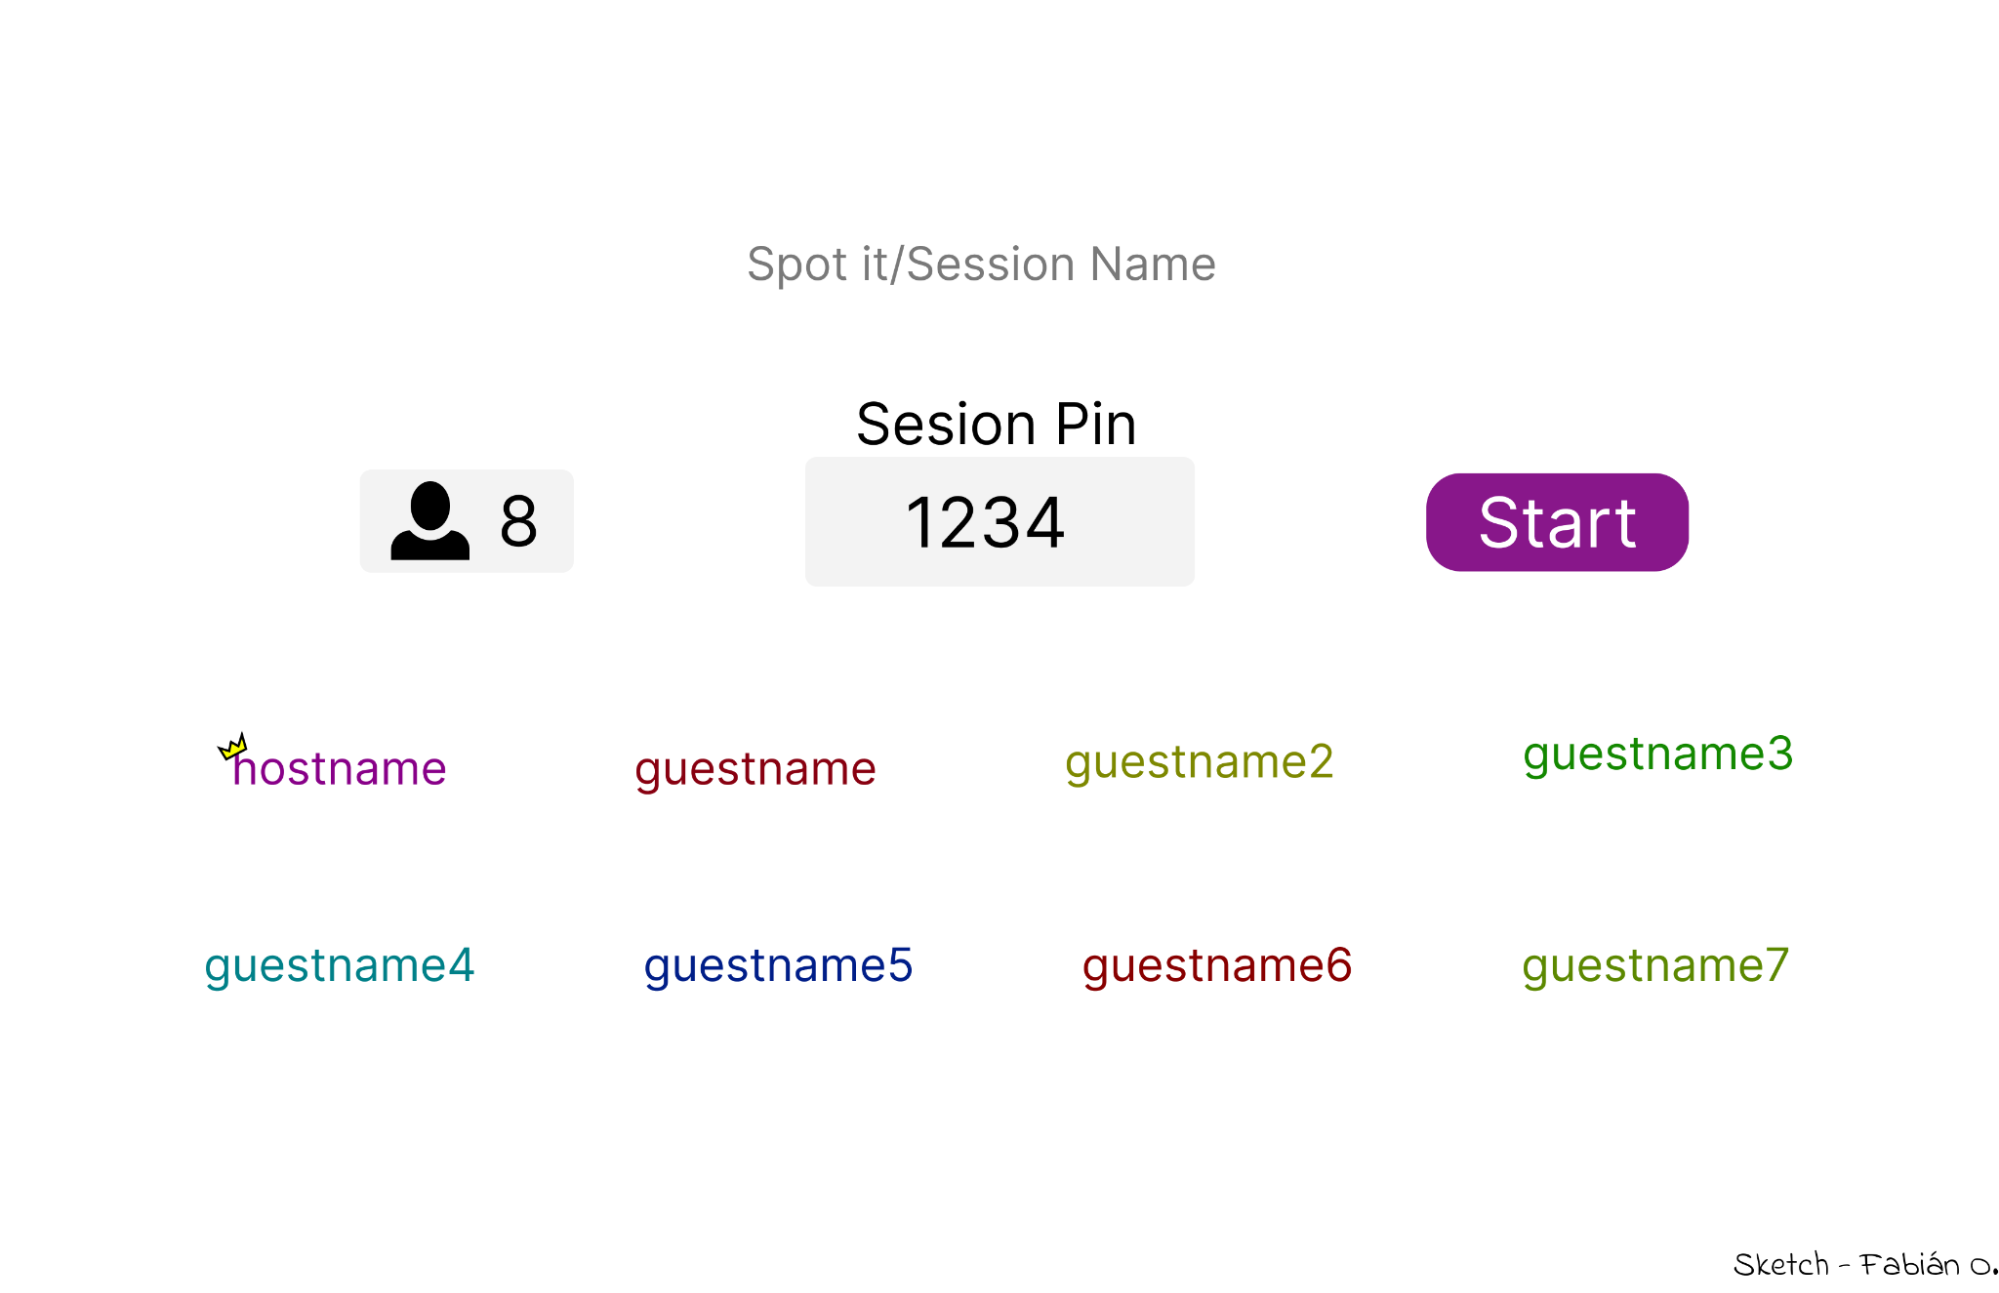 Spot it/Session Name
Sesion Pin
8
1234
Start
hostname
guestname
guestname2
guestname3
guestname4
guestname5
guestname6
guestname7
Sketch - Fabián O.